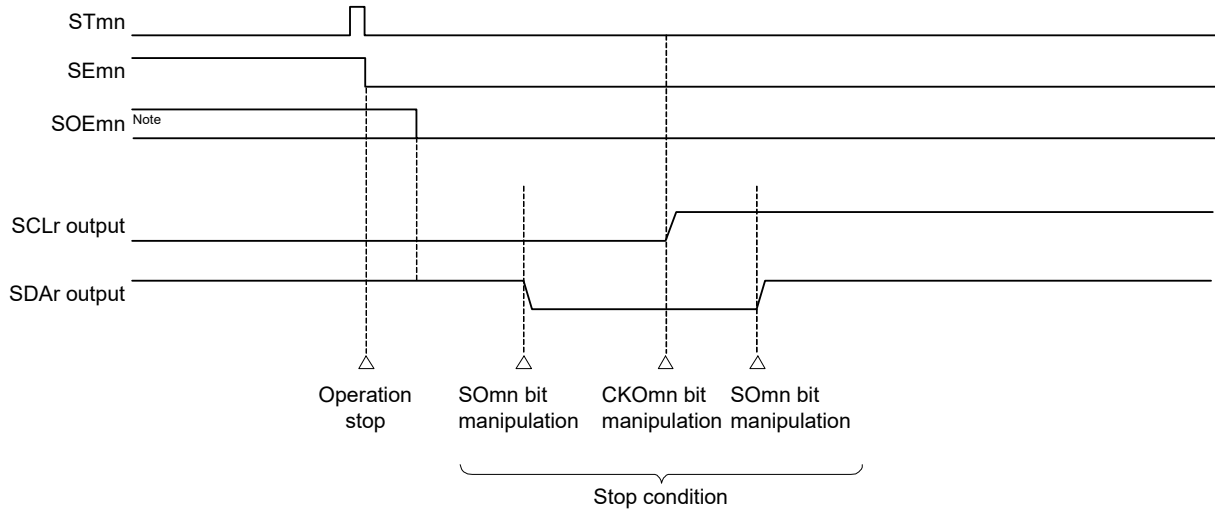 STmn
SEmn
SOEmn Note
SCLr output
SDAr output
Operation
stop
SOmn bit
manipulation
CKOmn bit
manipulation
SOmn bit
manipulation
Stop condition